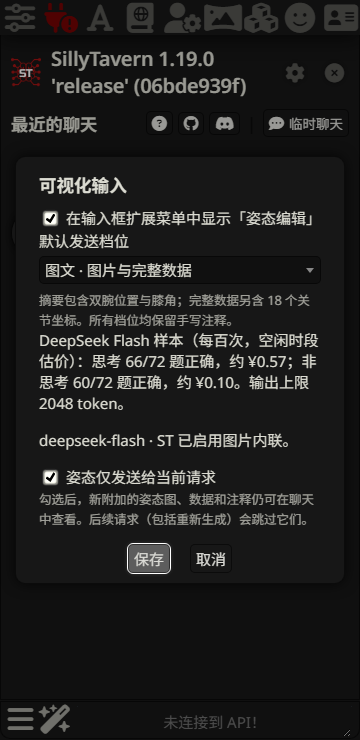 SillyTavern 1.19.0
'release' (06bde939f)
ST
最近的聊天
临时聊天
可视化输入
在输入框扩展菜单中显示「姿态编辑」
默认发送档位
图文 · 图片与完整数据
摘要包含双腕位置与膝角；完整数据另含 18 个关
节坐标。所有档位均保留手写注释。
DeepSeek Flash 样本（每百次，空闲时段
估价）：思考 66/72 题正确，约 ¥0.57；非
思考 60/72 题正确，约 ¥0.10。输出上限
2048 token。
deepseek-flash · ST 已启用图片内联。
姿态仅发送给当前请求
勾选后，新附加的姿态图、数据和注释仍可在聊天
中查看。后续请求（包括重新生成）会跳过它们。
保存
取消
未连接到 API！